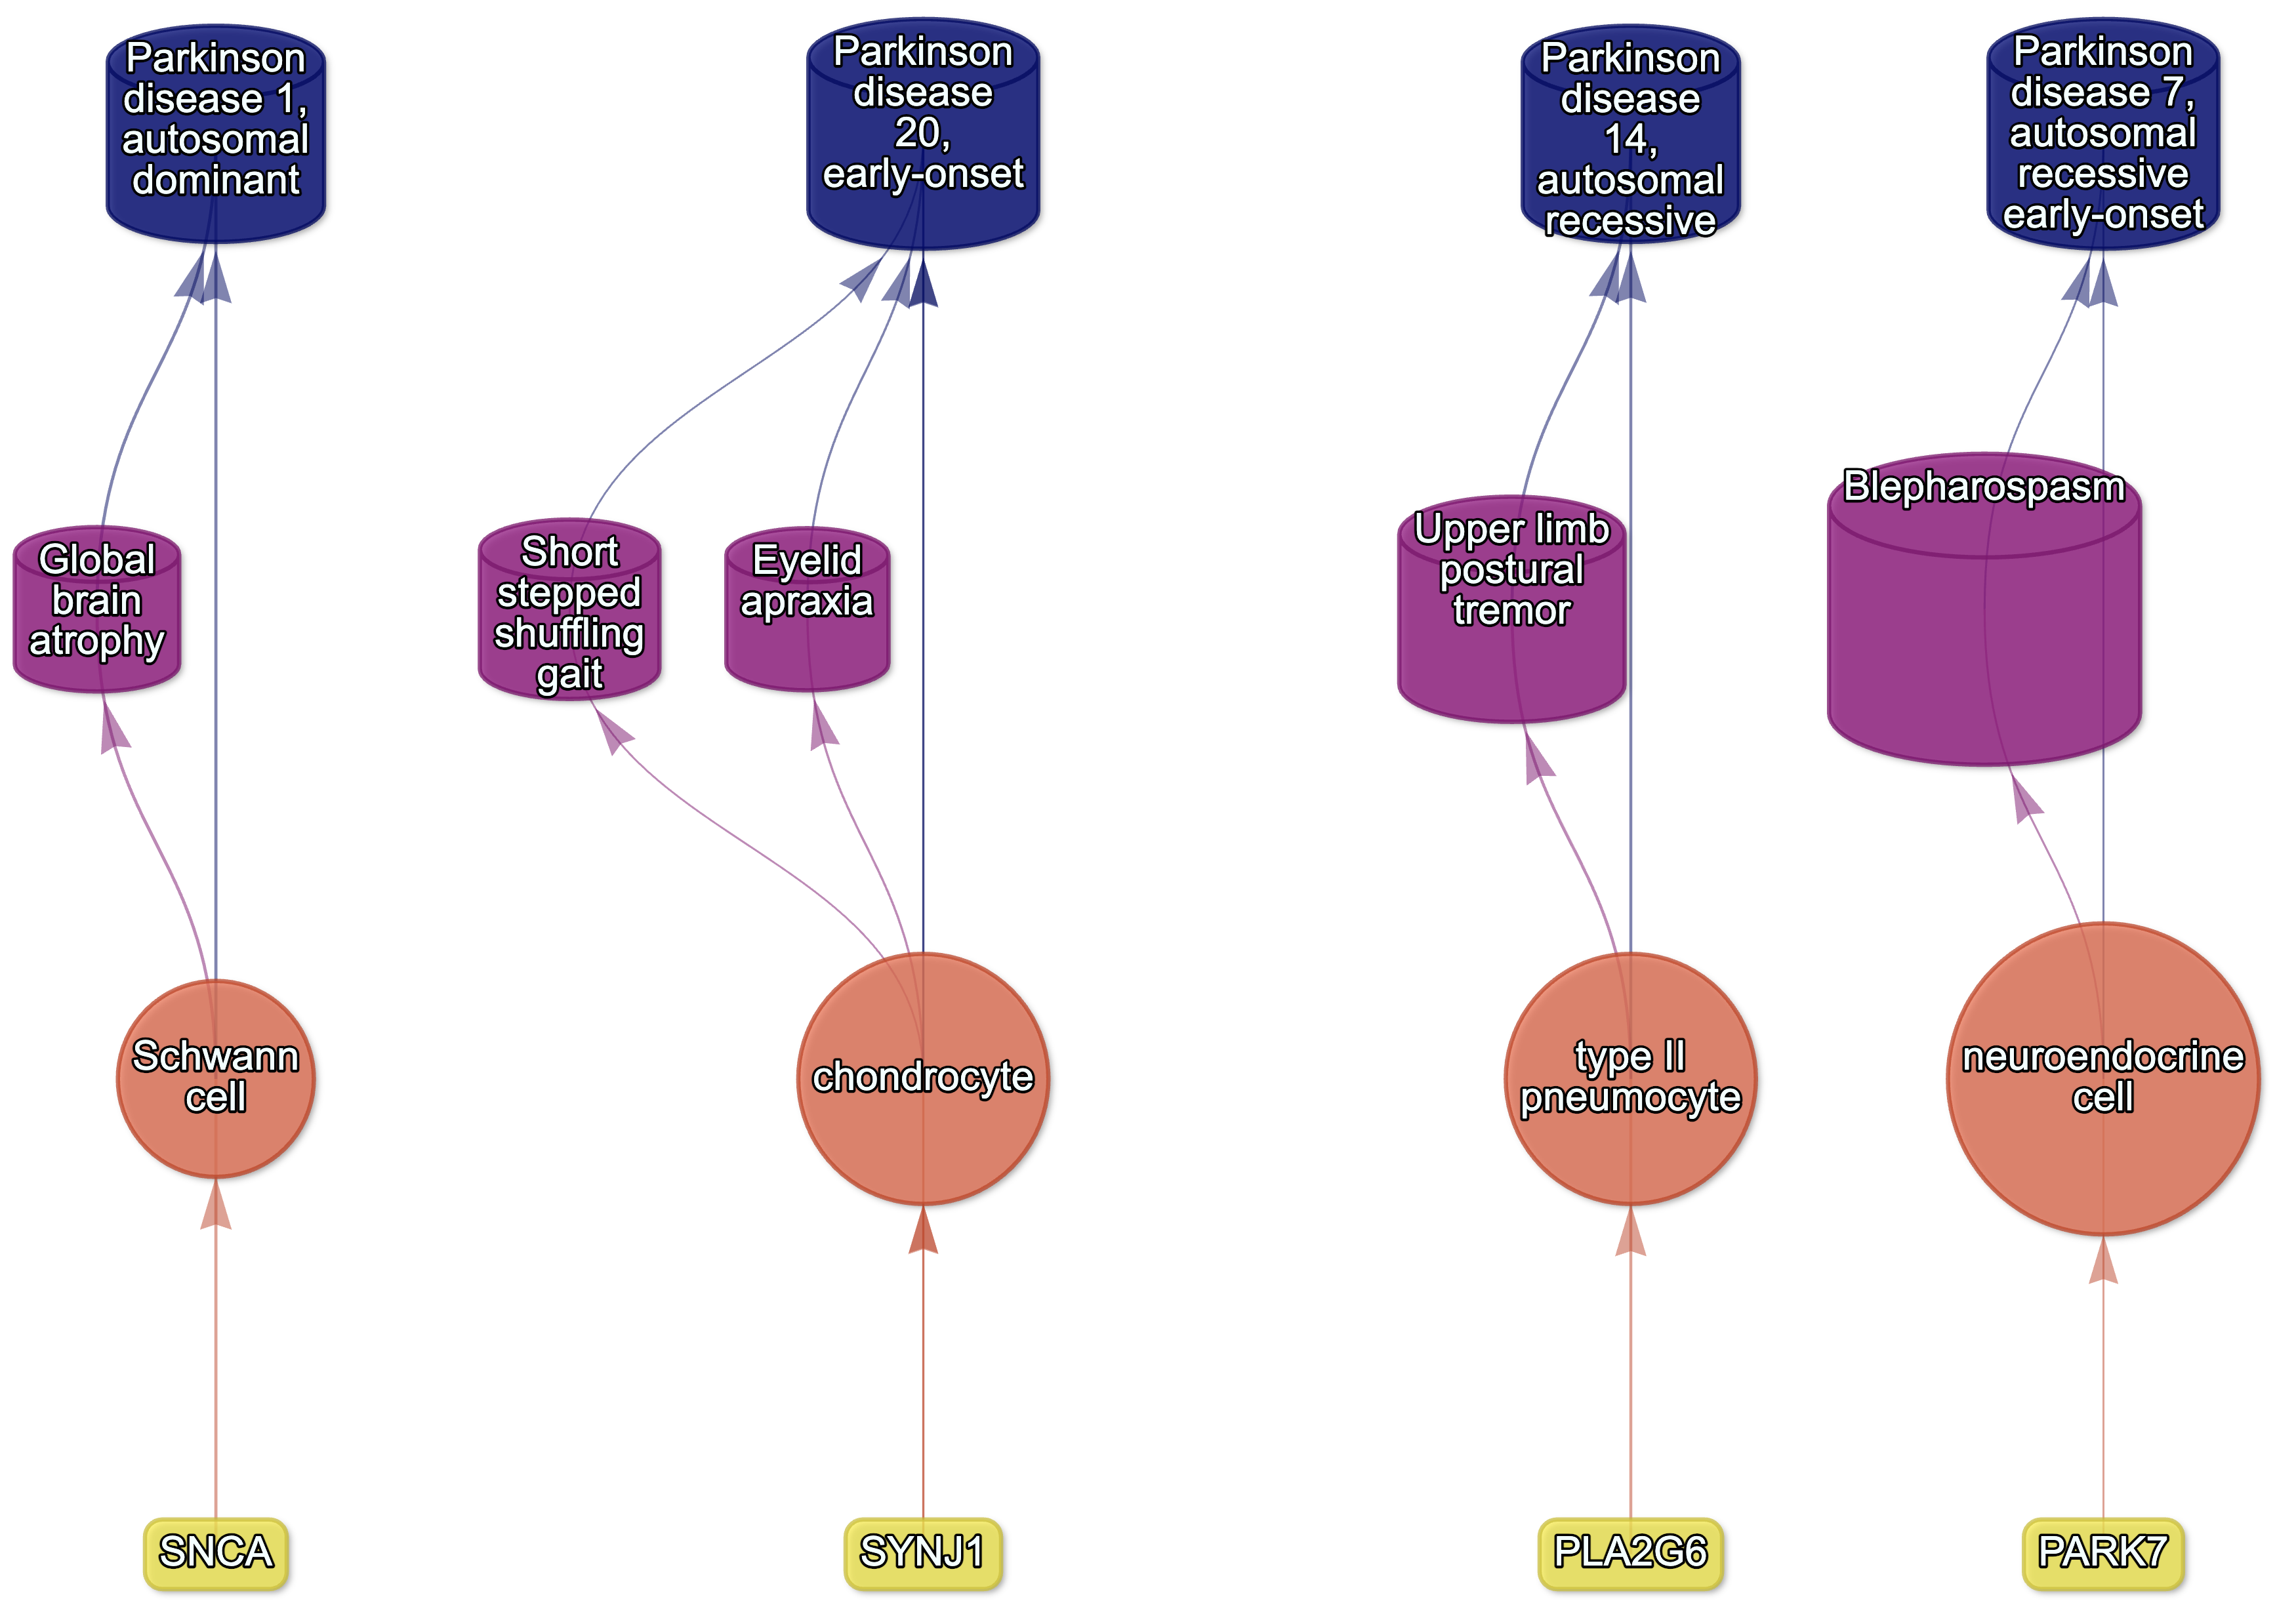 Parkinson
disease 1,
autosomal
dominant
Parkinson
disease
20,
early-onset
Parkinson
disease
14,
autosomal
recessive
Parkinson
disease 7,
autosomal
recessive
early-onset
Global
brain
atrophy
Short
stepped
shuffling
gait
Eyelid
apraxia
Upper limb
postural
tremor
Blepharospasm
Schwann
cell
chondrocyte
type II
pneumocyte
neuroendocrine
cell
SNCA
SYNJ1
PLA2G6
PARK7